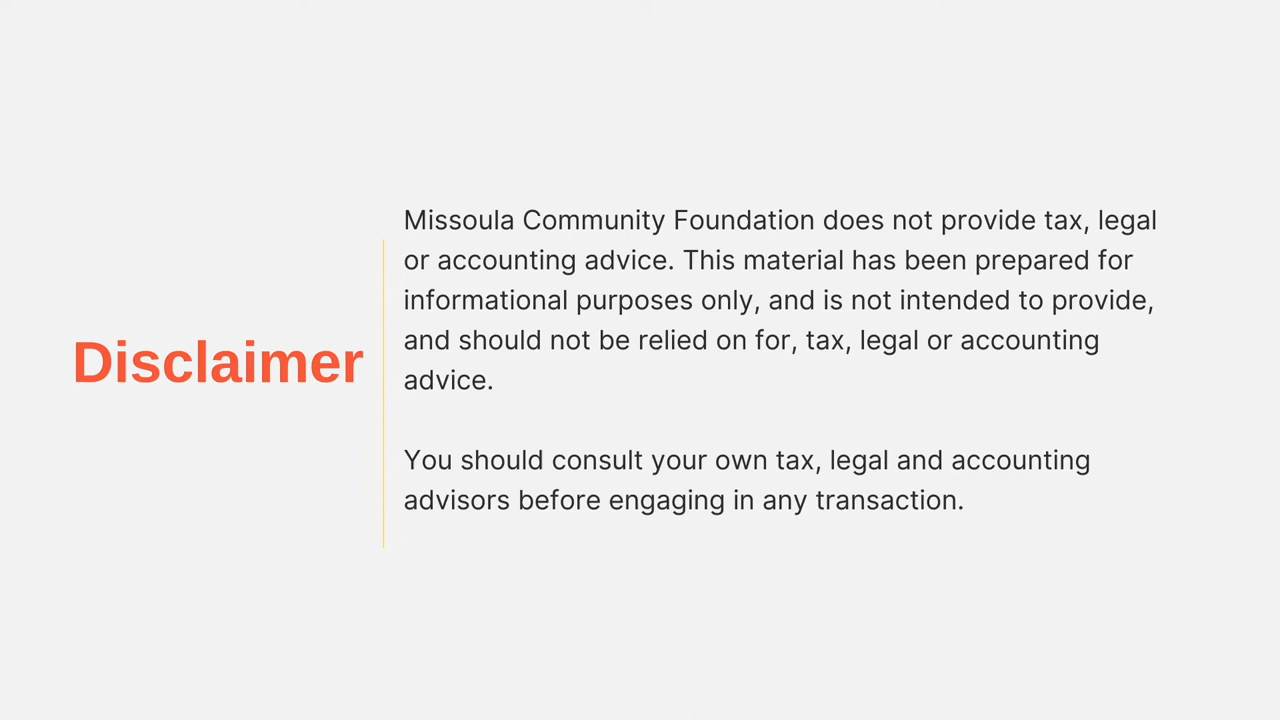 Disclaimer
Missoula Community Foundation does not provide tax, legal
or accounting advice. This material has been prepared for
informational purposes only, and is not intended to provide,
and should not be relied on for, tax, legal or accounting
advice.
You should consult your own tax, legal and accounting
advisors before engaging in any transaction.